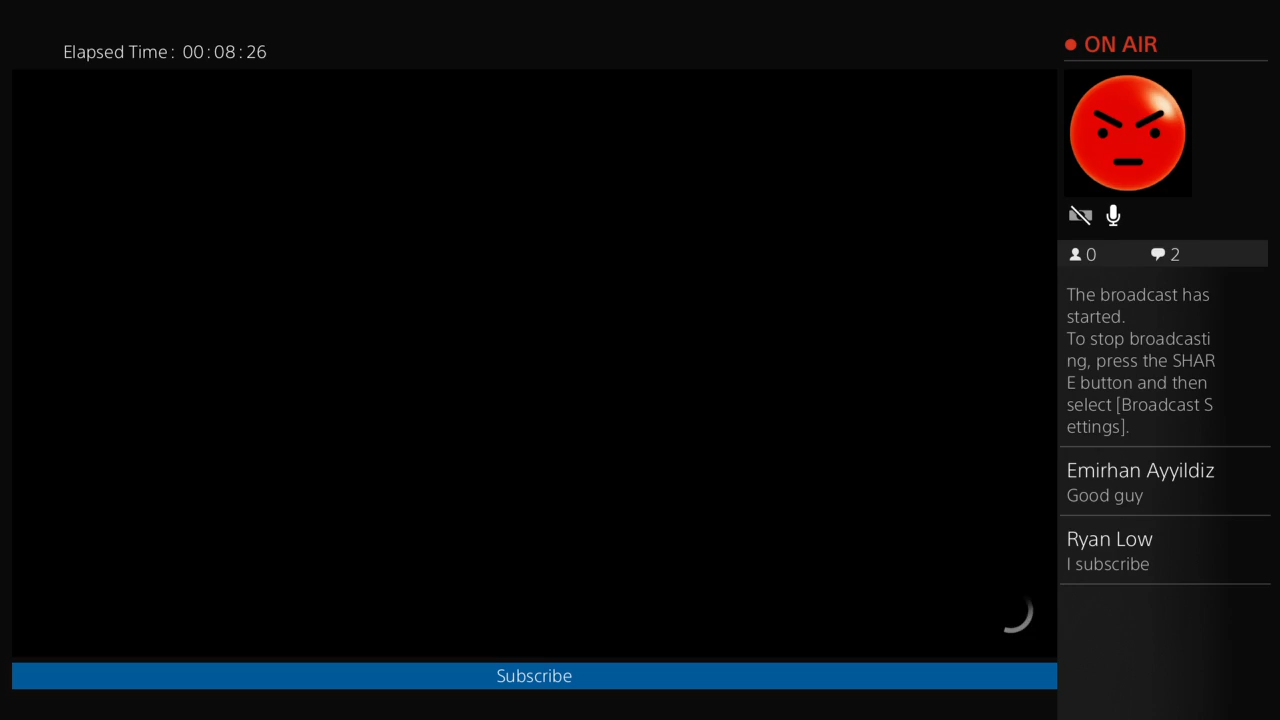 Elapsed Time: 00:08:26
ON AIR
0 2
The broadcast has
started.
To stop broadcasti
ng, press the SHAR
E button and then
select [Broadcast S
ettings].
Emirhan Ayyildiz
Good guy
Ryan Low
I subscribe
Subscribe